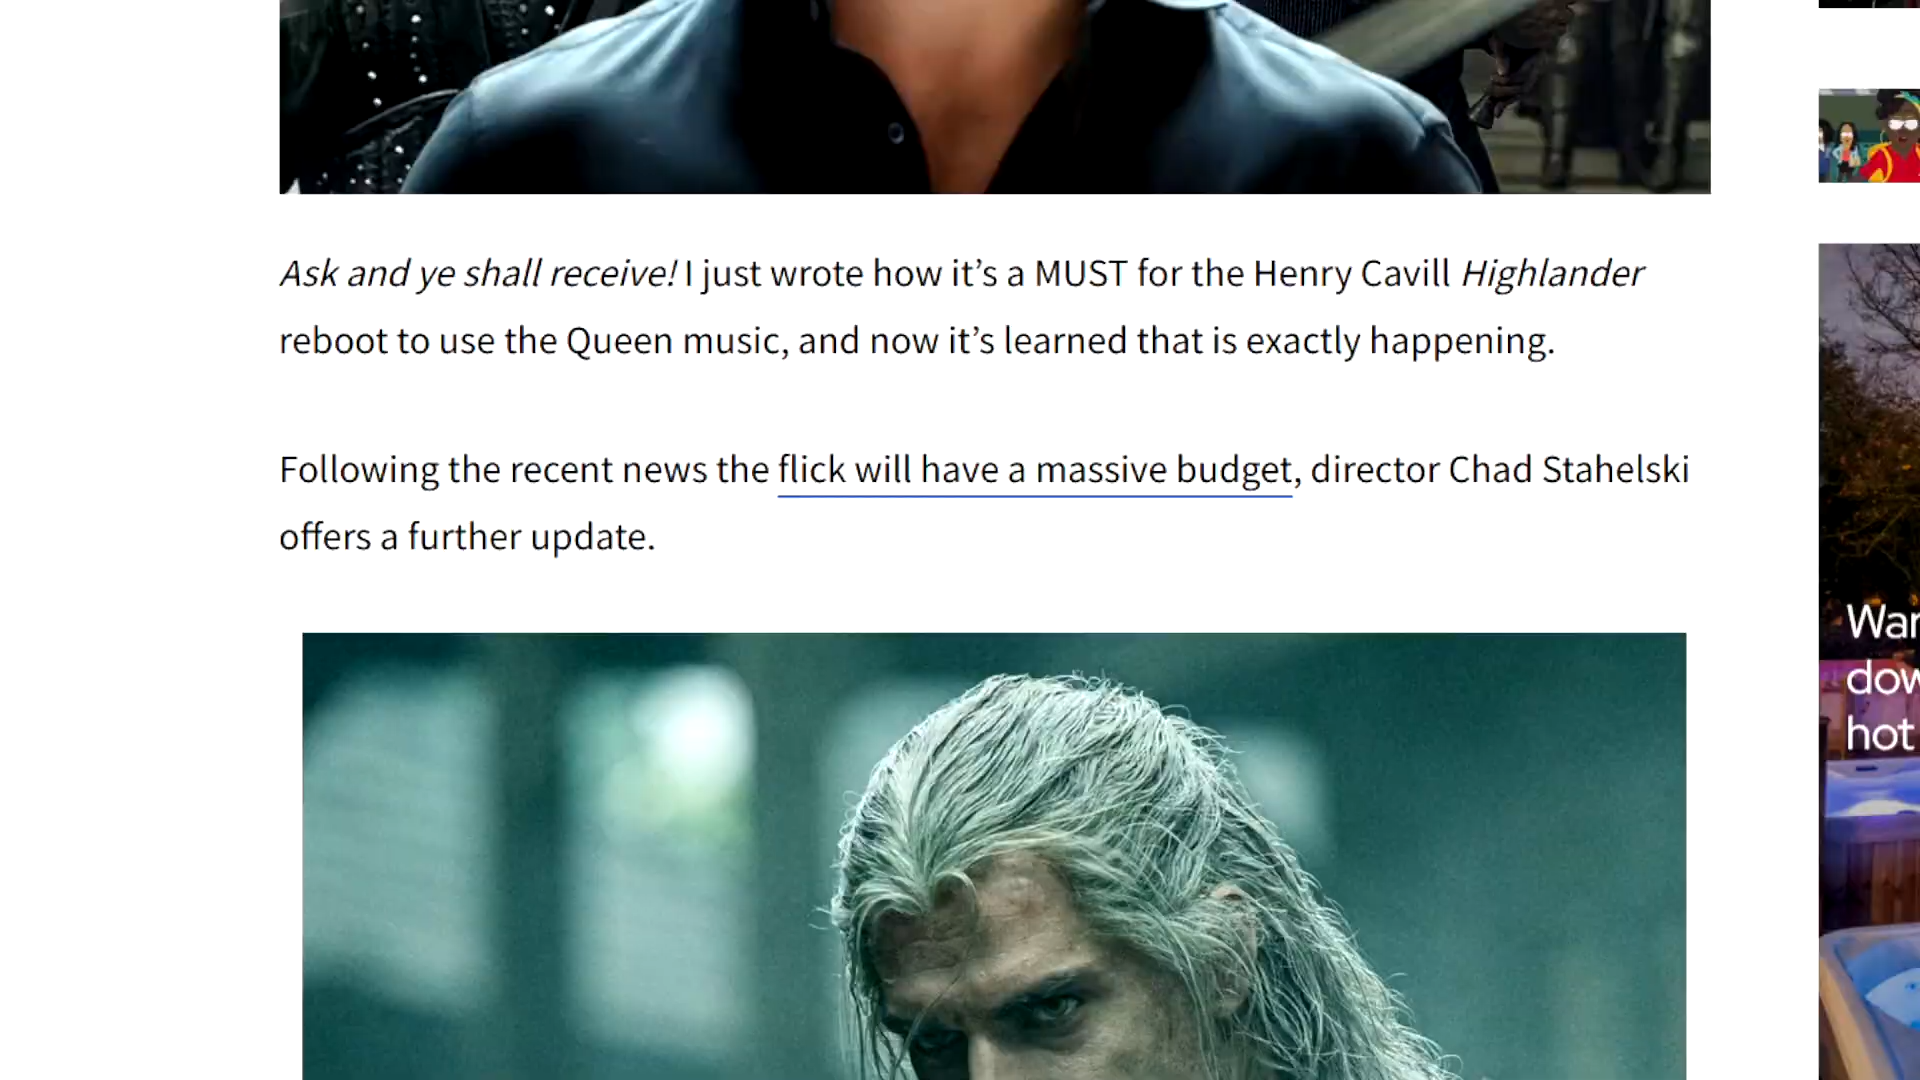 Ask and ye shall receive! I just wrote how it’s a MUST for the Henry Cavill Highlander
reboot to use the Queen music, and now it’s learned that is exactly happening.
Following the recent news the flick will have a massive budget, director Chad Stahelski
offers a further update.
hot